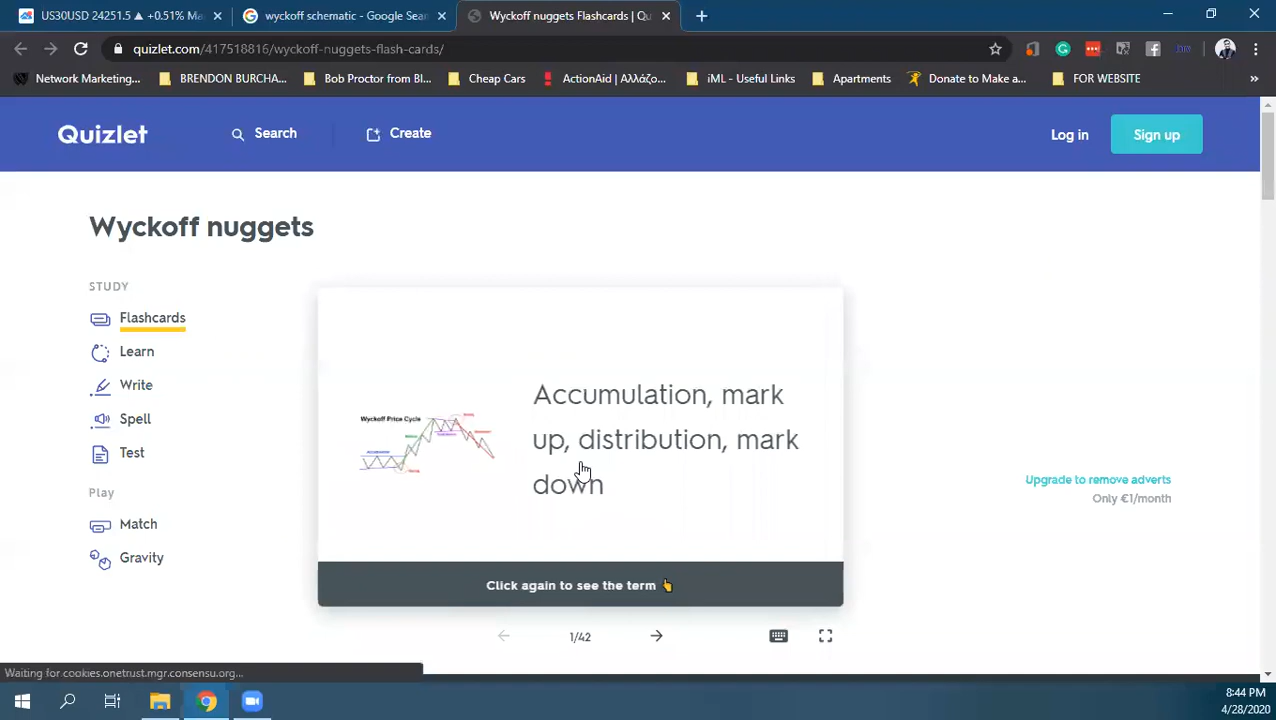 US30USD 24251.5 ▲ +0.51% Ma
wyckoff schematic - Google Sear
Wyckoff nuggets Flashcards | Qu
quizlet.com/417518816/wyckoff-nuggets-flash-cards/
Network Marketing...
BRENDON BURCHA...
Bob Proctor from Bl...
Cheap Cars
ActionAid | Αλλάζο...
iML - Useful Links
Apartments
Donate to Make a...
FOR WEBSITE
Quizlet
Search
Create
Log in
Sign up
Wyckoff nuggets
STUDY
Flashcards
Learn
Write
Spell
Test
Play
Match
Gravity
Wyckoff Price Cycle
Accumulation, mark
up, distribution, mark
down
Click again to see the term
1/42
Upgrade to remove adverts
Only €1/month
Waiting for cookies.onetrust.mgr.consensu.org...
8:44 PM
4/28/2020